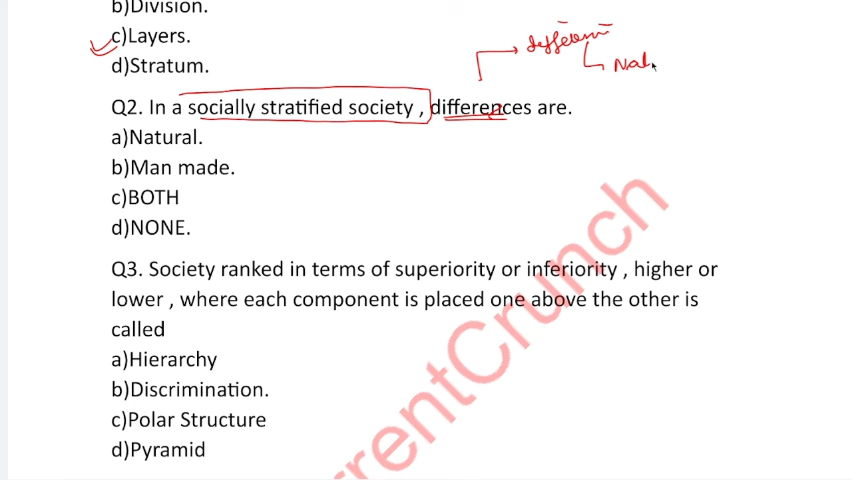 b)Division.
c)Layers.
d)Stratum.
Q2. In a socially stratified society , differences are.
a)Natural.
b)Man made.
c)BOTH
d)NONE.
Q3. Society ranked in terms of superiority or inferiority , higher or
lower , where each component is placed one above the other is
called
a)Hierarchy
b)Discrimination.
c)Polar Structure
d)Pyramid
rrentCrunch